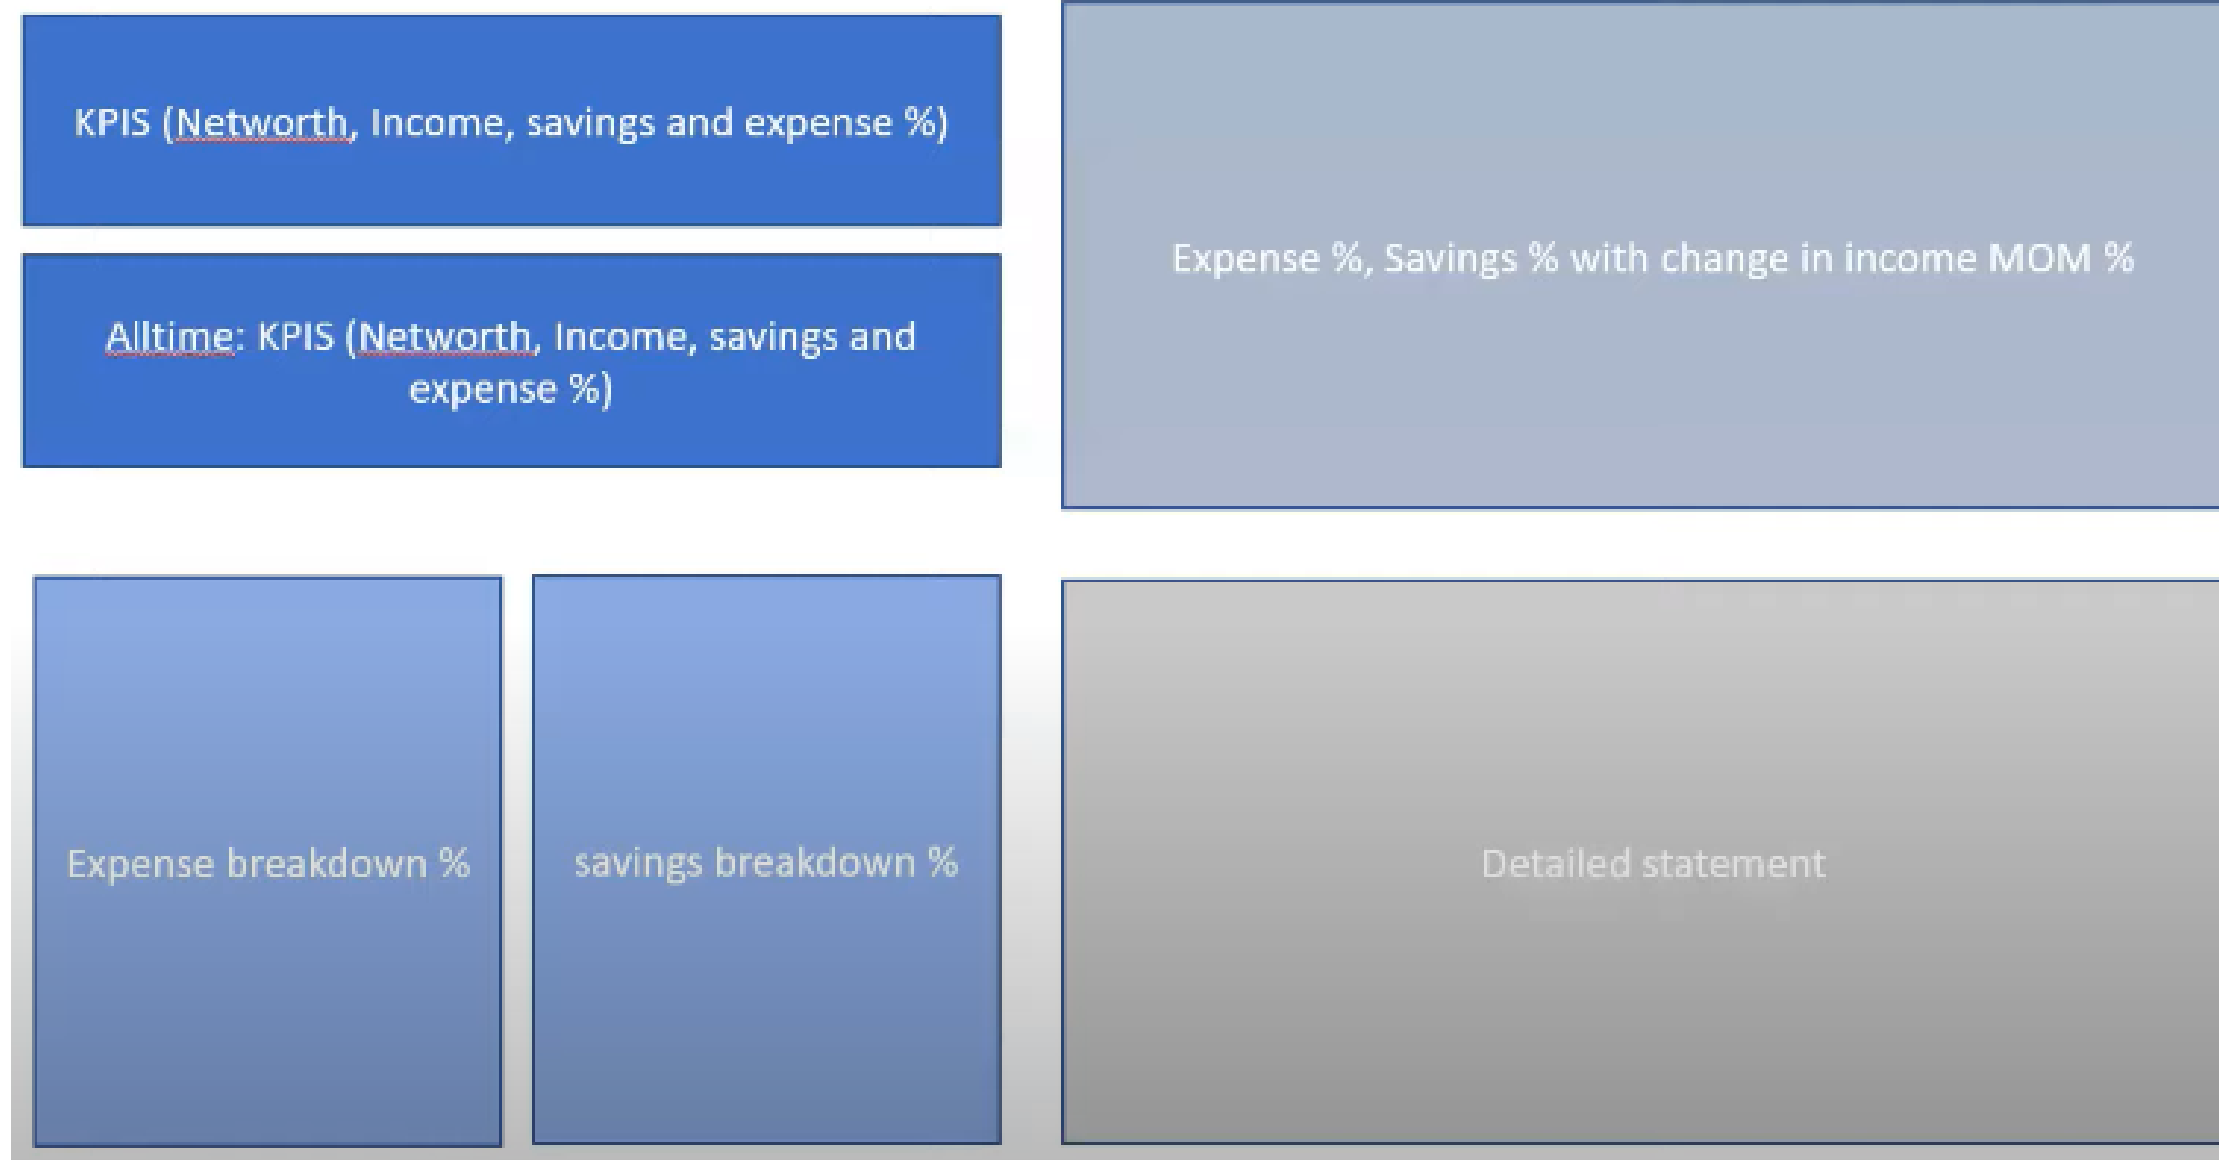 KPIS (Networth, Income, savings and expense %)
Alltime: KPIS (Networth, Income, savings and
expense %)
Expense %, Savings % with change in income MOM %
Expense breakdown %
savings breakdown %
Detailed statement